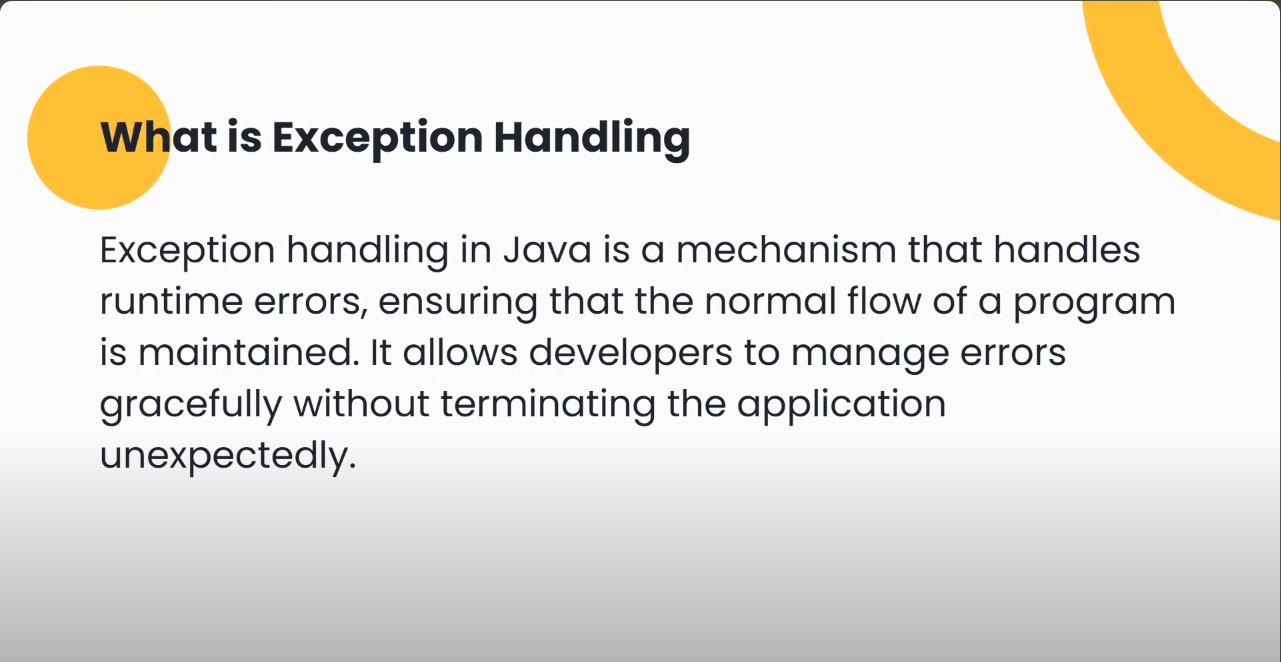 What is Exception Handling
Exception handling in Java is a mechanism that handles
runtime errors, ensuring that the normal flow of a program
is maintained. It allows developers to manage errors
gracefully without terminating the application
unexpectedly.